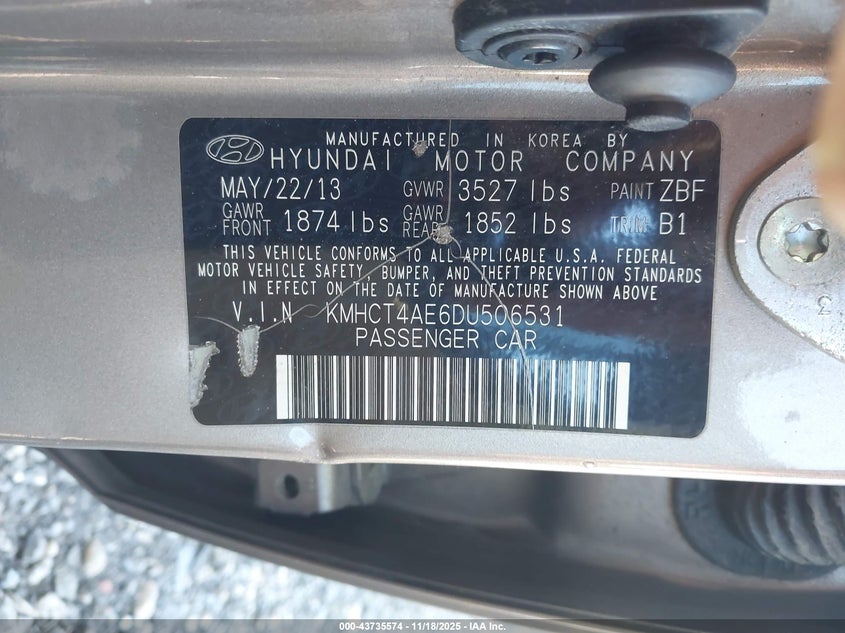 MANUFACTURED IN KOREA BY
HYUNDAI MOTOR COMPANY
MAY/22/13 GVWR 3527 lbs PAINT ZBF
GAWR FRONT 1874 lbs GAWR REAR 1852 lbs TRIM B1
THIS VEHICLE CONFORMS TO ALL APPLICABLE U.S.A. FEDERAL
MOTOR VEHICLE SAFETY, BUMPER, AND THEFT PREVENTION STANDARDS
IN EFFECT ON THE DATE OF MANUFACTURE SHOWN ABOVE
V.I.N KMHCT4AE6DU506531
PASSENGER CAR
3
000-43735574 | 11/18/2025 - IAA, Inc.